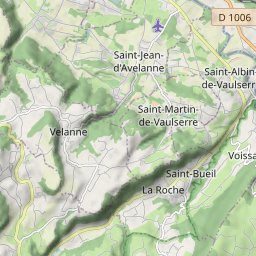 D 1006
Saint-Jean-
d'Avelanne
Saint-Albin-
de-Vaulserre
Saint-Martin-
de-Vaulserre
Velanne
Voissa
Saint-Bueil
La Roche